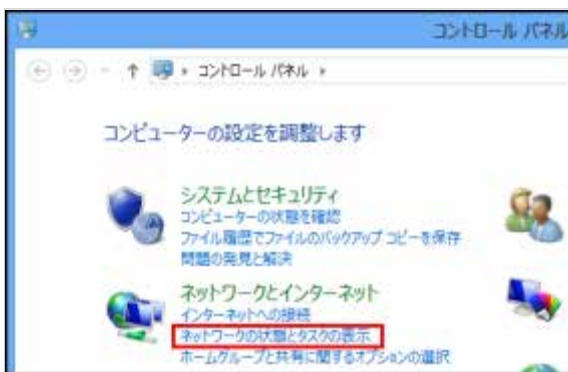 コントロール パネル
コントロール パネル
コンピューターの設定を調整します
システムとセキュリティ
コンピューターの状態を確認
ファイル履歴でファイルのバックアップ コピーを保存
問題の発見と解決
ネットワークとインターネット
インターネットへの接続
ネットワークの状態とタスクの表示
ホームグループと共有に関するオプションの選択